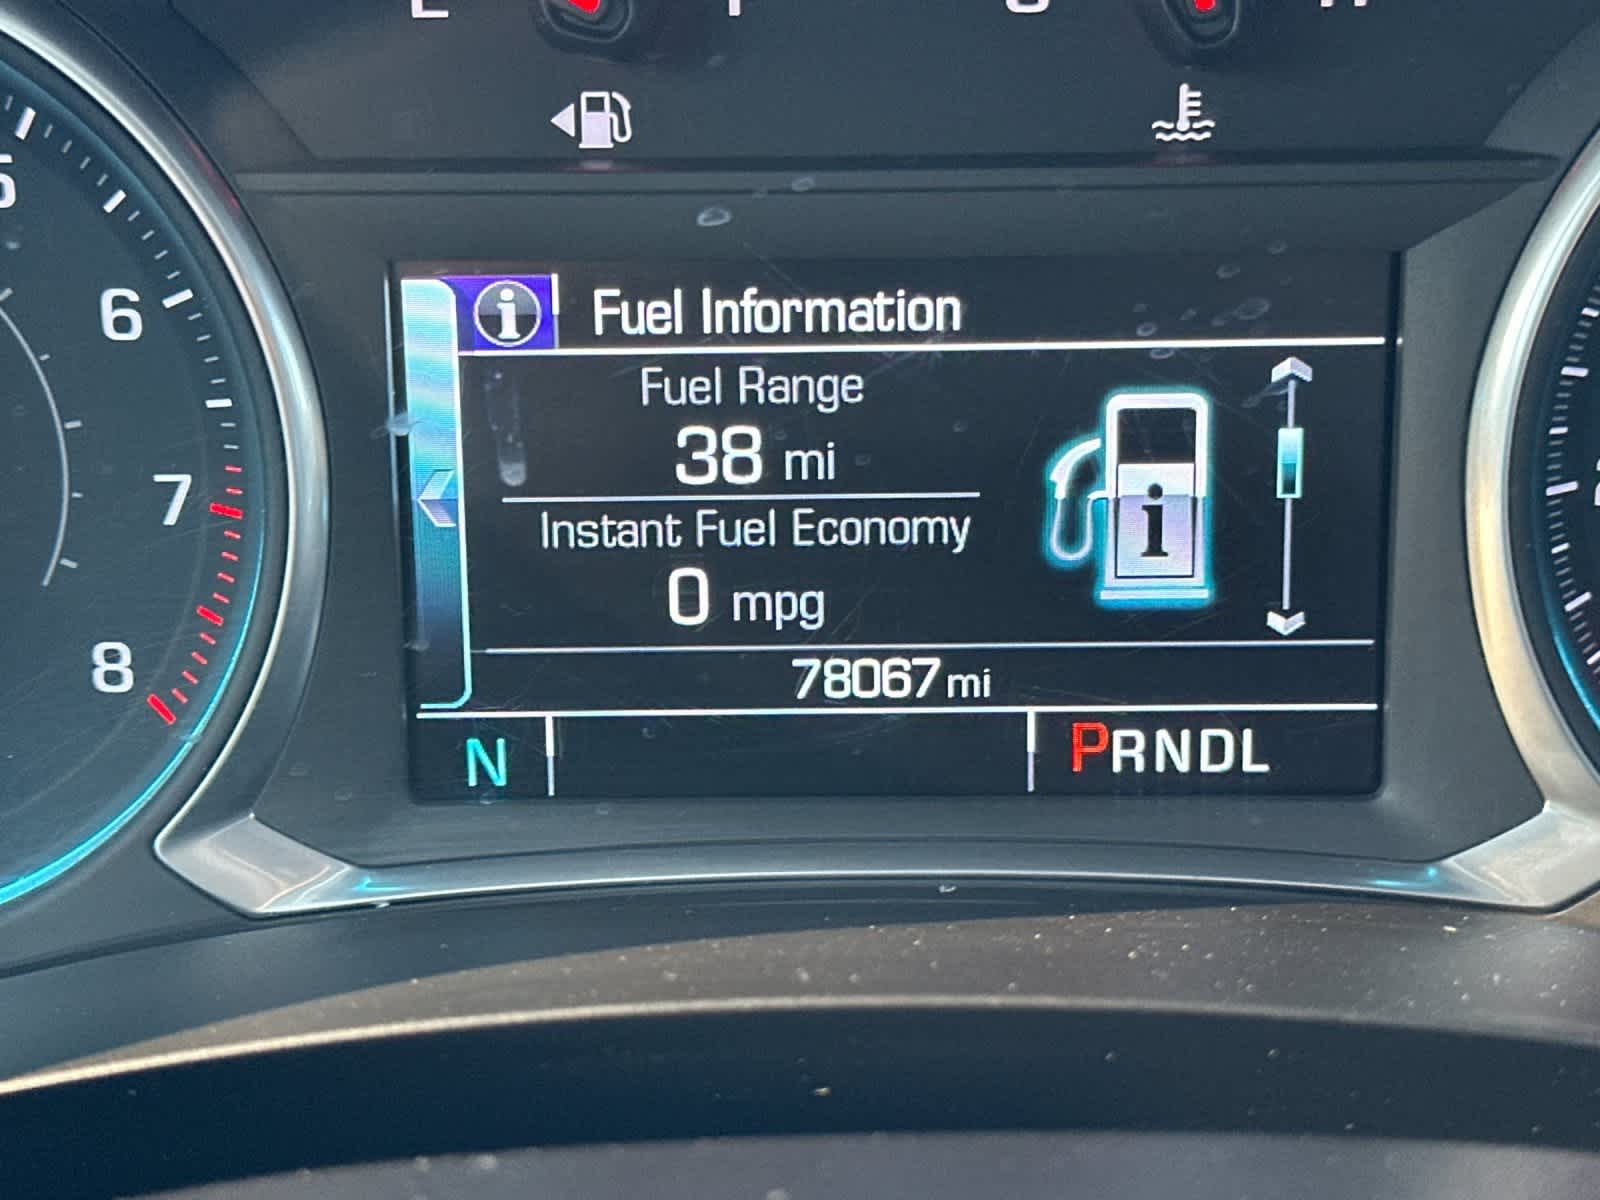 Fuel Information
Fuel Range
38 mi
Instant Fuel Economy
0 mpg
78067 mi
N
PRNDL
6
7
8